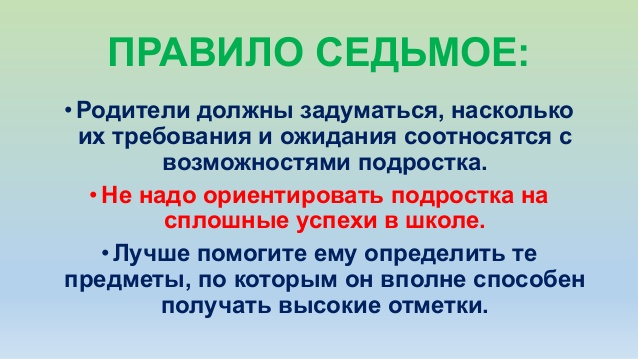 ПРАВИЛО СЕДЬМОЕ:
• Родители должны задуматься, насколько
их требования и ожидания соотносятся с
возможностями подростка.
• Не надо ориентировать подростка на
сплошные успехи в школе.
• Лучше помогите ему определить те
предметы, по которым он вполне способен
получать высокие отметки.